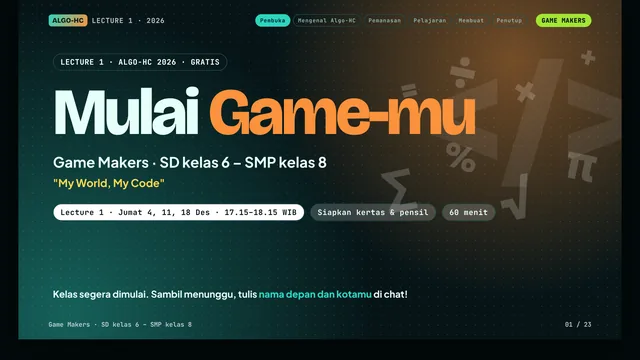 ALGO-HC LECTURE 1 · 2026
Pembuka Mengenal Algo-HC Pemanasan Pelajaran Membuat Penutup GAME MAKERS
LECTURE 1 · ALGO-HC 2026 · GRATIS
Mulai Game-mu
Game Makers · SD kelas 6 – SMP kelas 8
"My World, My Code"
Lecture 1 · Jumat 4, 11, 18 Des · 17.15–18.15 WIB
Siapkan kertas & pensil
60 menit
Kelas segera dimulai. Sambil menunggu, tulis nama depan dan kotamu di chat!
Game Makers · SD kelas 6 – SMP kelas 8
01 / 23